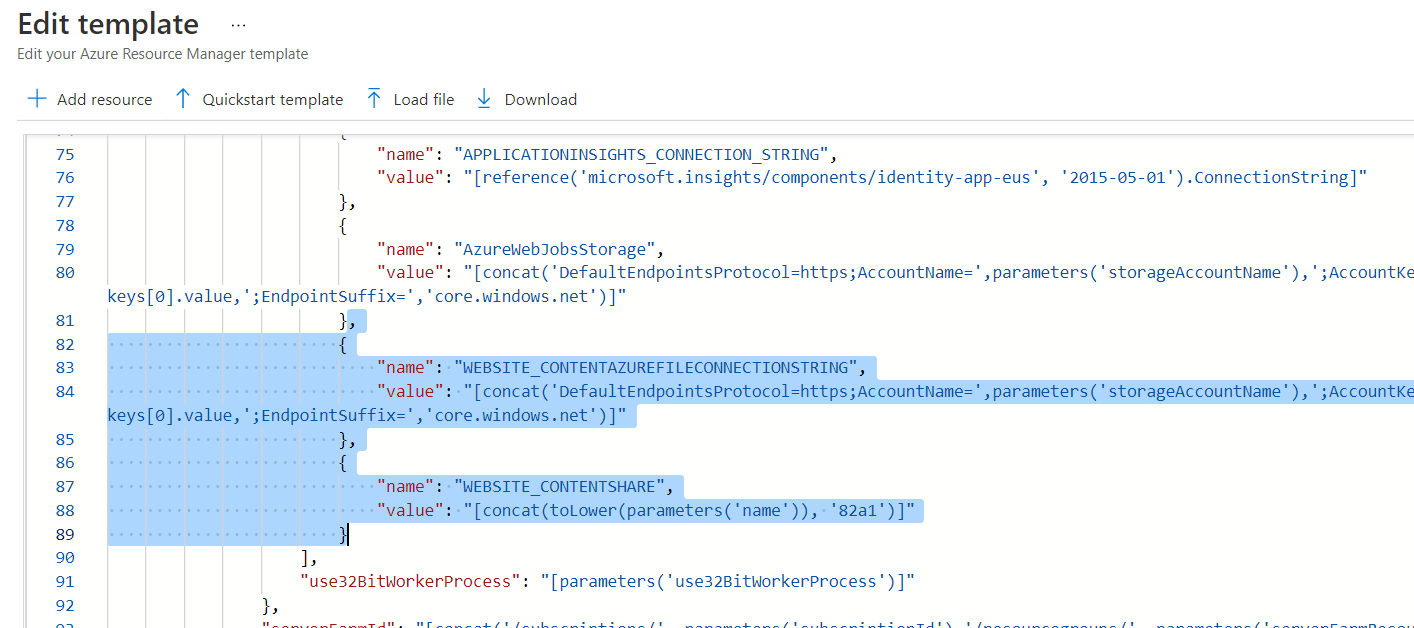 Edit template ...
Edit your Azure Resource Manager template
Add resource Quickstart template Load file Download
75 "name": "APPLICATIONINSIGHTS_CONNECTION_STRING",
76 "value": "[reference('microsoft.insights/components/identity-app-eus', '2015-05-01').ConnectionString]"
77 },
78 {
79 "name": "AzureWebJobsStorage",
80 "value": "[concat('DefaultEndpointsProtocol=https;AccountName=',parameters('storageAccountName'),';AccountKe
keys[0].value,';EndpointSuffix=','core.windows.net')]"
81 },
82 {
83 "name": "WEBSITE_CONTENTAZUREFILECONNECTIONSTRING",
84 "value": "[concat('DefaultEndpointsProtocol=https;AccountName=',parameters('storageAccountName'),';AccountKe
keys[0].value,';EndpointSuffix=','core.windows.net')]"
85 },
86 {
87 "name": "WEBSITE_CONTENTSHARE",
88 "value": "[concat(toLower(parameters('name')), '82a1')]"
89 }
90 ],
91 "use32BitWorkerProcess": "[parameters('use32BitWorkerProcess')]"
92 },